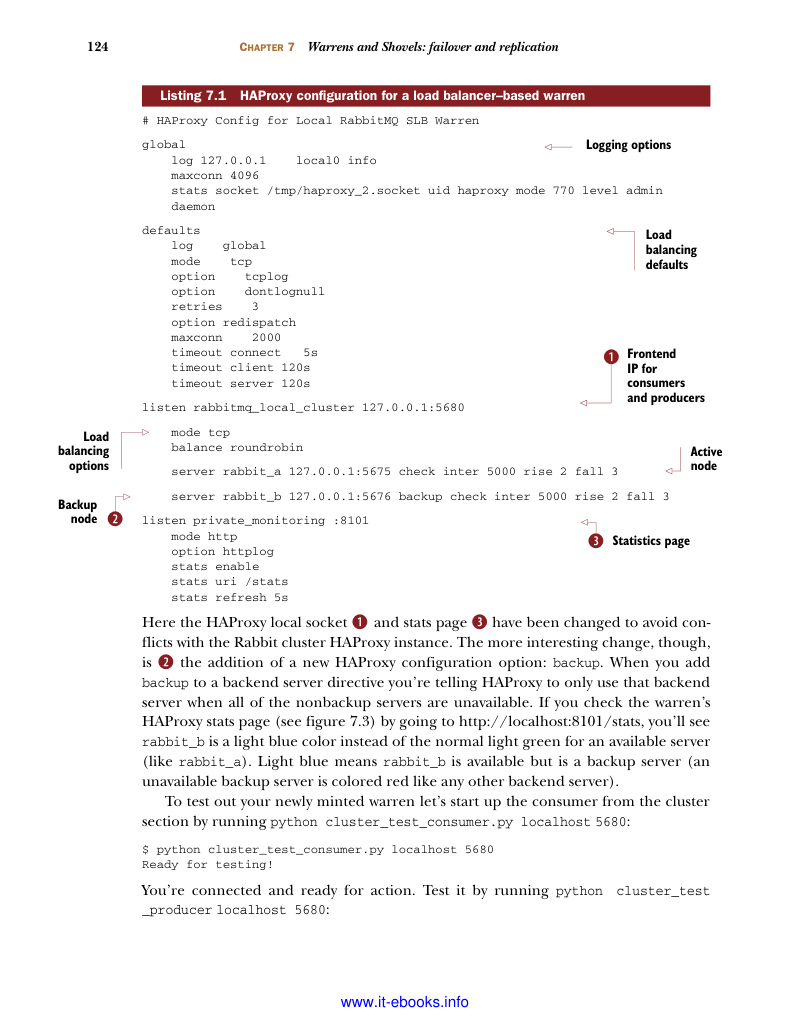 124 CHAPTER 7 Warrens and Shovels: failover and replication
Listing 7.1 HAProxy configuration for a load balancer–based warren
# HAProxy Config for Local RabbitMQ SLB Warren
global
Logging options
log 127.0.0.1 local0 info
maxconn 4096
stats socket /tmp/haproxy_2.socket uid haproxy mode 770 level admin
daemon
defaults
Load
balancing
defaults
log global
mode tcp
option tcplog
option dontlognull
retries 3
option redispatch
maxconn 2000
timeout connect 5s
timeout client 120s
timeout server 120s
1 Frontend
IP for
consumers
and producers
listen rabbitmq_local_cluster 127.0.0.1:5680
Load
balancing
options
mode tcp
balance roundrobin
Active
node
server rabbit_a 127.0.0.1:5675 check inter 5000 rise 2 fall 3
Backup
node 2
server rabbit_b 127.0.0.1:5676 backup check inter 5000 rise 2 fall 3
listen private_monitoring :8101
3 Statistics page
mode http
option httplog
stats enable
stats uri /stats
stats refresh 5s
Here the HAProxy local socket 1 and stats page 3 have been changed to avoid con-
flicts with the Rabbit cluster HAProxy instance. The more interesting change, though,
is 2 the addition of a new HAProxy configuration option: backup. When you add
backup to a backend server directive you're telling HAProxy to only use that backend
server when all of the nonbackup servers are unavailable. If you check the warren's
HAProxy stats page (see figure 7.3) by going to http://localhost:8101/stats, you'll see
rabbit_b is a light blue color instead of the normal light green for an available server
(like rabbit_a). Light blue means rabbit_b is available but is a backup server (an
unavailable backup server is colored red like any other backend server).
To test out your newly minted warren let's start up the consumer from the cluster
section by running python cluster_test_consumer.py localhost 5680:
$ python cluster_test_consumer.py localhost 5680
Ready for testing!
You're connected and ready for action. Test it by running python cluster_test
_producer localhost 5680:
www.it-ebooks.info